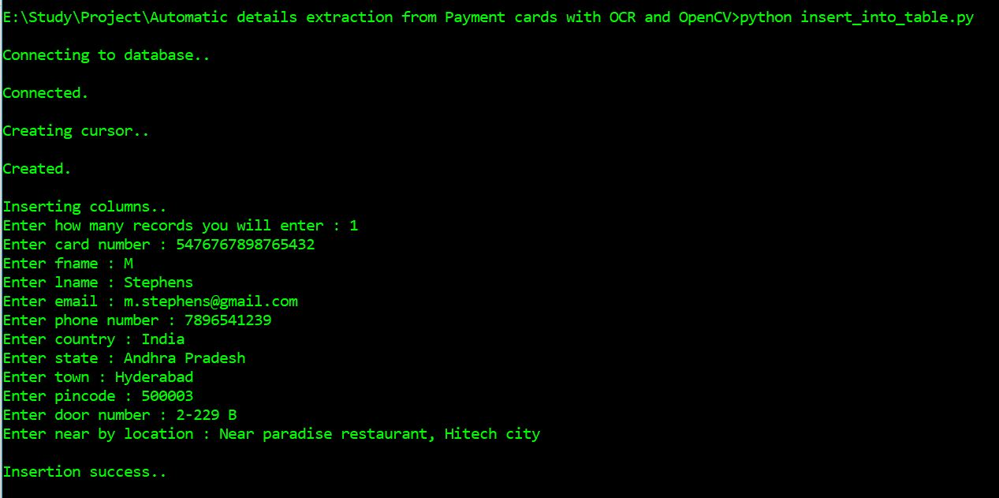 E:\Study\Project\Automatic details extraction from Payment cards with OCR and OpenCV>python insert_into_table.py
Connecting to database..
Connected.
Creating cursor..
Created.
Inserting columns..
Enter how many records you will enter : 1
Enter card number : 5476767898765432
Enter fname : M
Enter lname : Stephens
Enter email : m.stephens@gmail.com
Enter phone number : 7896541239
Enter country : India
Enter state : Andhra Pradesh
Enter town : Hyderabad
Enter pincode : 500003
Enter door number : 2-229 B
Enter near by location : Near paradise restaurant, Hitech city
Insertion success..